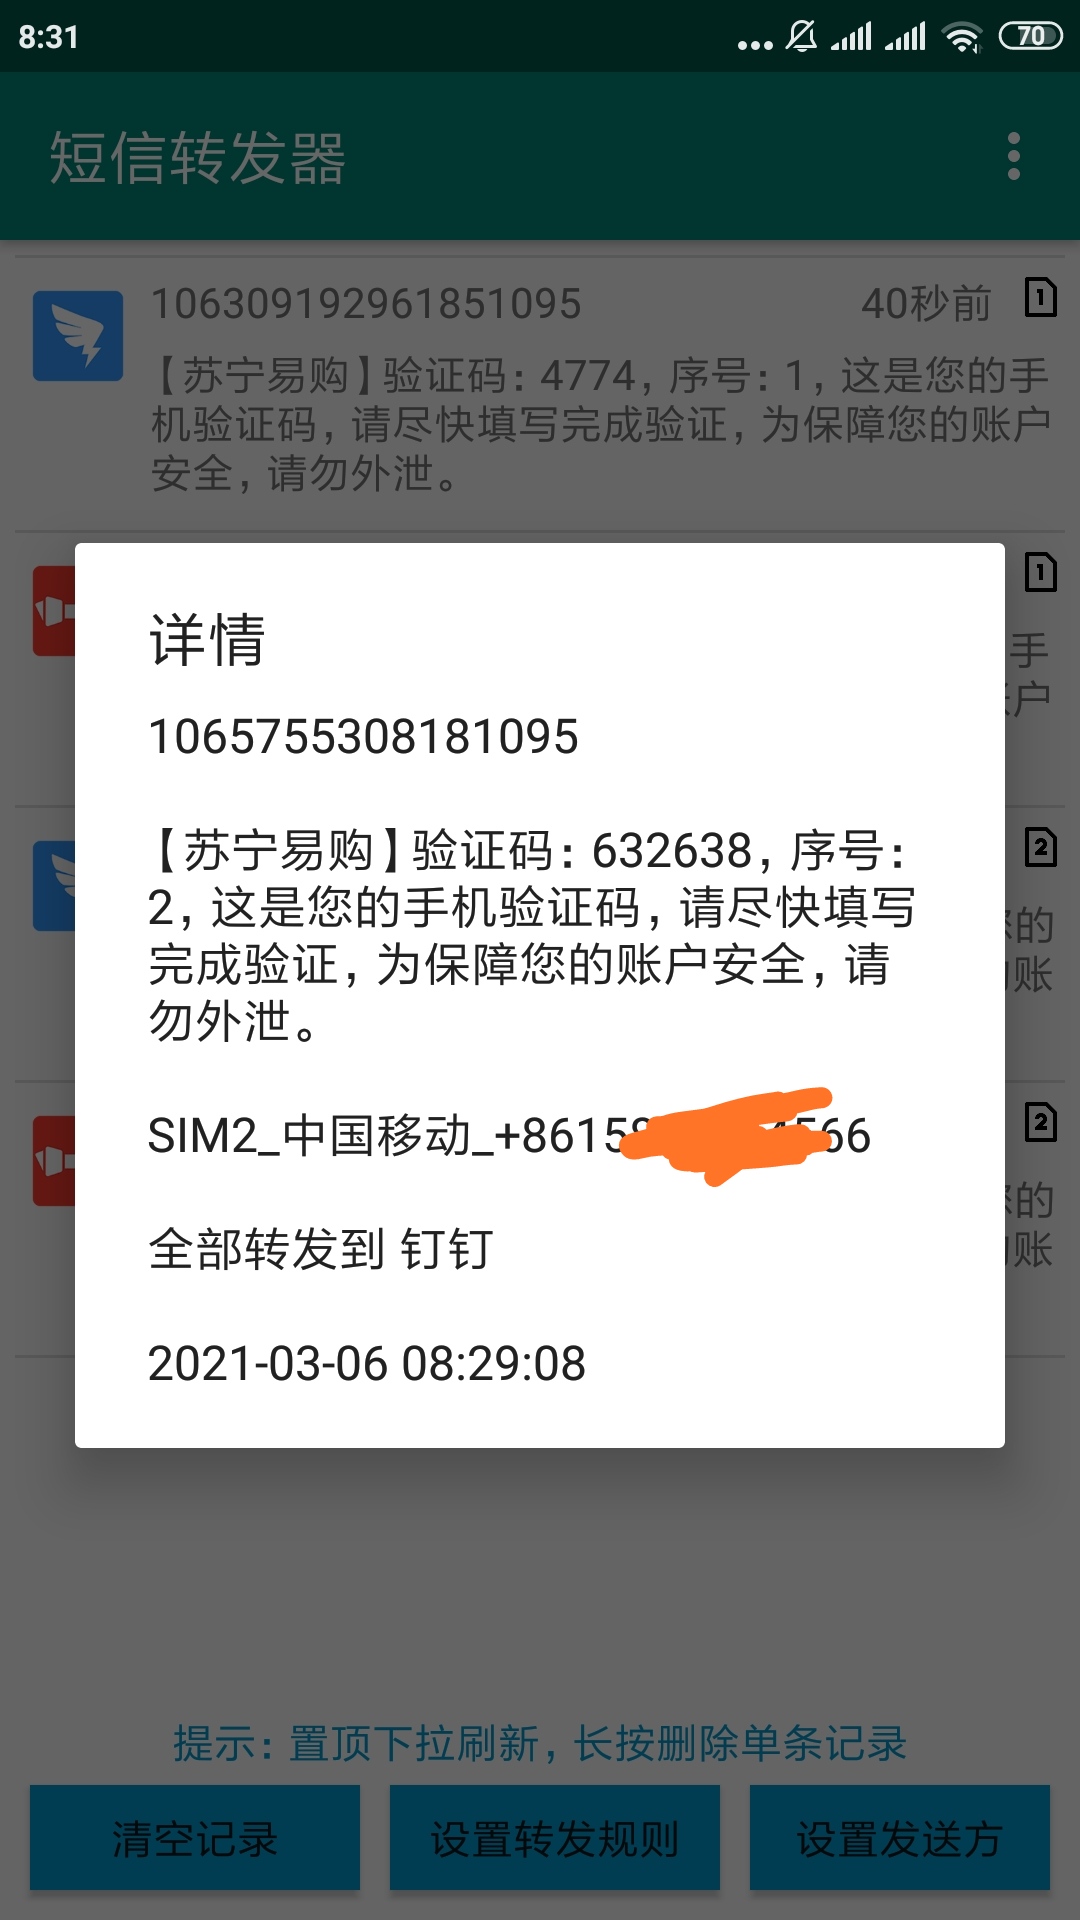 8:31
70
短信转发器
106309192961851095
40秒前
1
【苏宁易购】验证码：4774，序号：1，这是您的手
机验证码，请尽快填写完成验证，为保障您的账户
安全，请勿外泄。
1
手
户
2
的
账
2
的
账
详情
1065755308181095
【苏宁易购】验证码：632638，序号：
2，这是您的手机验证码，请尽快填写
完成验证，为保障您的账户安全，请
勿外泄。
SIM2_中国移动_+8615 66
全部转发到 钉钉
2021-03-06 08:29:08
提示：置顶下拉刷新，长按删除单条记录
清空记录
设置转发规则
设置发送方